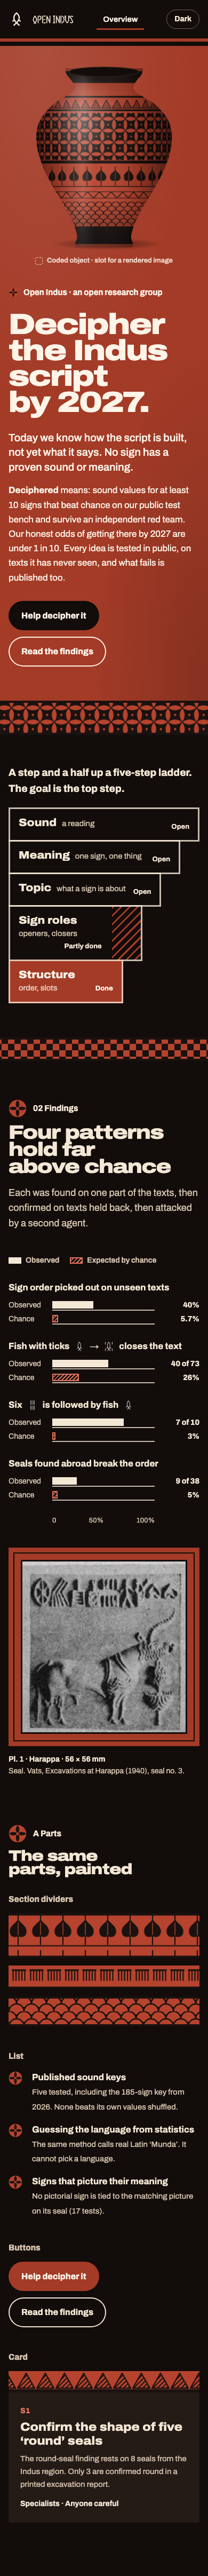 OPEN INDUS
Overview
Dark
Coded object · slot for a rendered image
Open Indus · an open research group
Decipher
the Indus
script
by 2027.
Today we know how the script is built,
not yet what it says. No sign has a
proven sound or meaning.
Deciphered means: sound values for at least
10 signs that beat chance on our public test
bench and survive an independent red team.
Our honest odds of getting there by 2027 are
under 1 in 10. Every idea is tested in public, on
texts it has never seen, and what fails is
published too.
Help decipher it
Read the findings
A step and a half up a five-step ladder.
The goal is the top step.
Sound a reading
Open
Meaning one sign, one thing
Open
Topic what a sign is about
Open
Sign roles
openers, closers
Partly done
Structure
order, slots
Done
02 Findings
Four patterns
hold far
above chance
Each was found on one part of the texts, then
confirmed on texts held back, then attacked
by a second agent.
Observed
Expected by chance
Sign order picked out on unseen texts
Observed 40%
Chance 5.7%
Fish with ticks → closes the text
Observed 40 of 73
Chance 26%
Six is followed by fish
Observed 7 of 10
Chance 3%
Seals found abroad break the order
Observed 9 of 38
Chance 5%
0 50% 100%
Pl. 1 · Harappa · 56 × 56 mm
Seal. Vats, Excavations at Harappa (1940), seal no. 3.
A Parts
The same
parts, painted
Section dividers
List
Published sound keys
Five tested, including the 185-sign key from
2026. None beats its own values shuffled.
Guessing the language from statistics
The same method calls real Latin ‘Munda’. It
cannot pick a language.
Signs that picture their meaning
No pictorial sign is tied to the matching picture
on its seal (17 tests).
Buttons
Help decipher it
Read the findings
Card
S1
Confirm the shape of five
‘round’ seals
The round-seal finding rests on 8 seals from the
Indus region. Only 3 are confirmed round in a
printed excavation report.
Specialists · Anyone careful